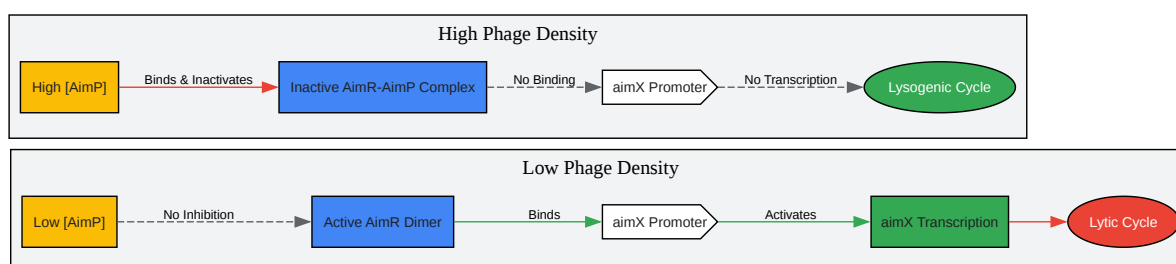 High Phage Density
High [AimP]
Binds & Inactivates
Inactive AimR-AimP Complex
No Binding
aimX Promoter
No Transcription
Lysogenic Cycle
Low Phage Density
Low [AimP]
No Inhibition
Active AimR Dimer
Binds
aimX Promoter
Activates
aimX Transcription
Lytic Cycle